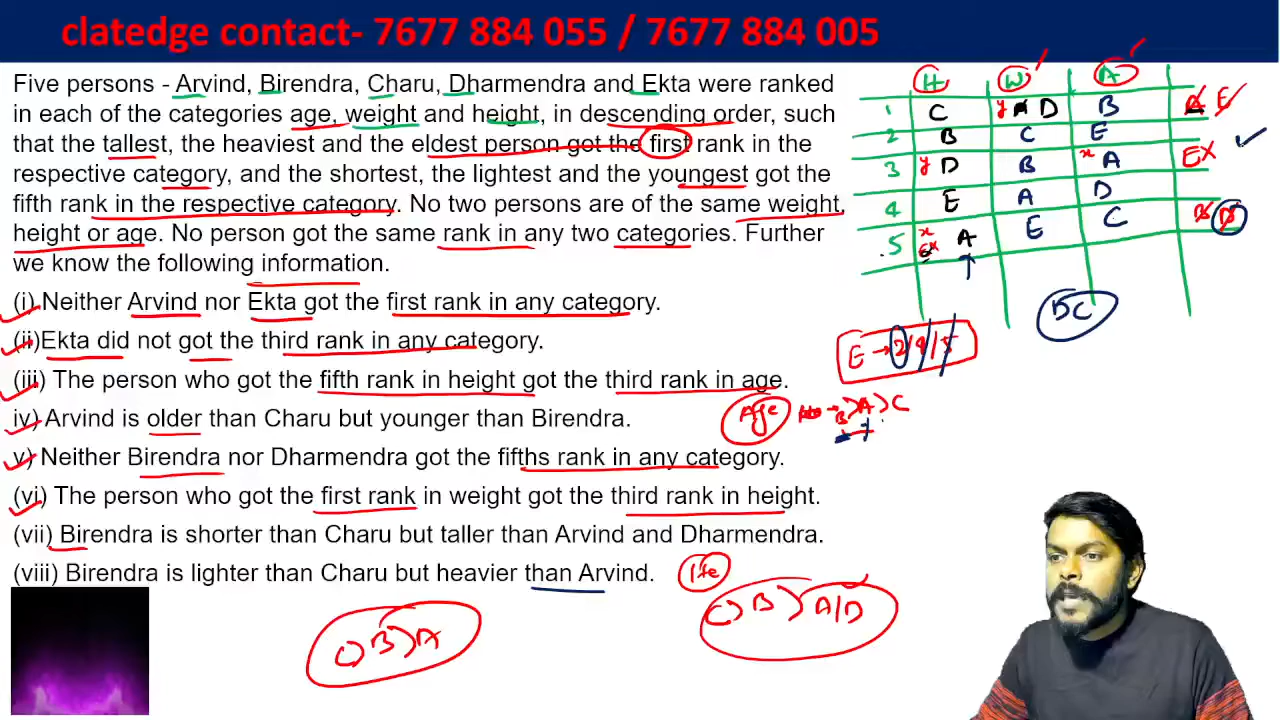 clatedge contact- 7677 884 055 / 7677 884 005
Five persons - Arvind, Birendra, Charu, Dharmendra and Ekta were ranked
in each of the categories age, weight and height, in descending order, such
that the tallest, the heaviest and the eldest person got the first rank in the
respective category, and the shortest, the lightest and the youngest got the
fifth rank in the respective category. No two persons are of the same weight,
height or age. No person got the same rank in any two categories. Further
we know the following information.
(i) Neither Arvind nor Ekta got the first rank in any category.
(ii)Ekta did not got the third rank in any category.
(iii) The person who got the fifth rank in height got the third rank in age.
iv) Arvind is older than Charu but younger than Birendra.
v) Neither Birendra nor Dharmendra got the fifths rank in any category.
(vi) The person who got the first rank in weight got the third rank in height.
(vii) Birendra is shorter than Charu but taller than Arvind and Dharmendra.
(viii) Birendra is lighter than Charu but heavier than Arvind.
H W A
1 C y D B E
2 B C E
3 y D B x A EX
4 E A D
5 x A E C
DC
E → 2/4/5
Age B > A > C
C > B > A/D
C > B > A